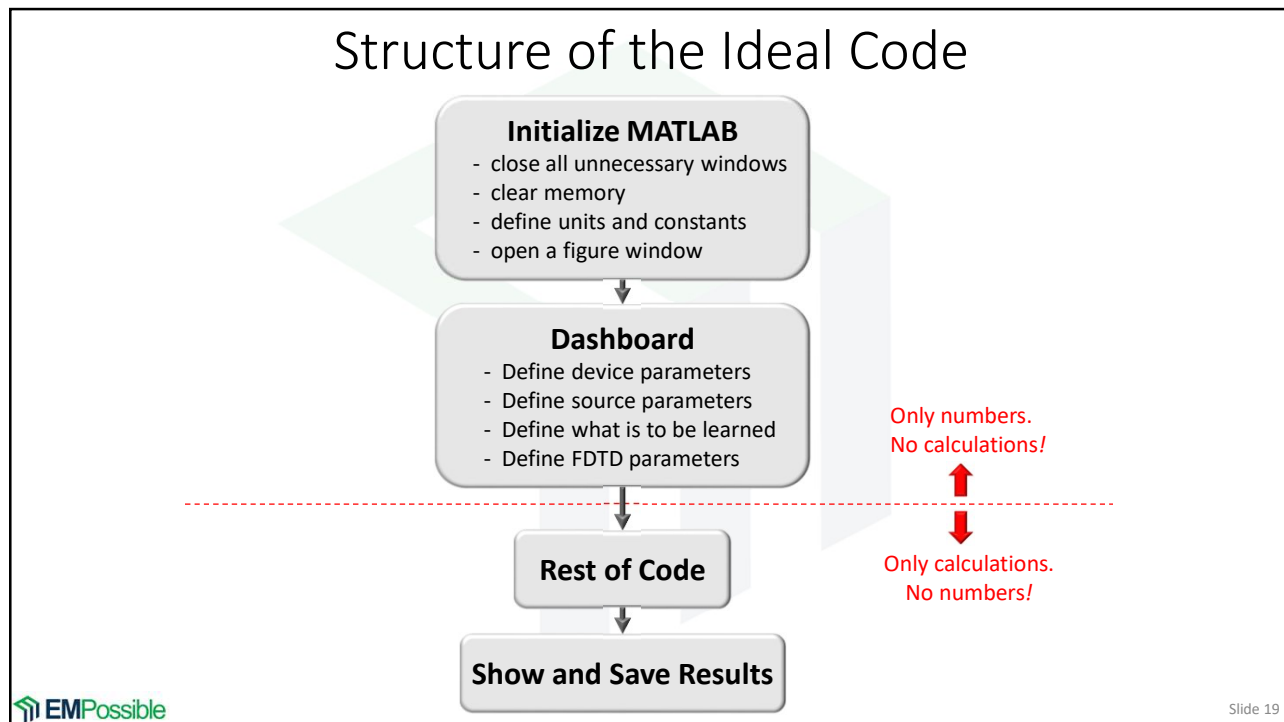 Structure of the Ideal Code
Initialize MATLAB
- close all unnecessary windows
- clear memory
- define units and constants
- open a figure window
Dashboard
- Define device parameters
- Define source parameters
- Define what is to be learned
- Define FDTD parameters
Only numbers.
No calculations!
Rest of Code
Only calculations.
No numbers!
Show and Save Results
EMPossible
Slide 19